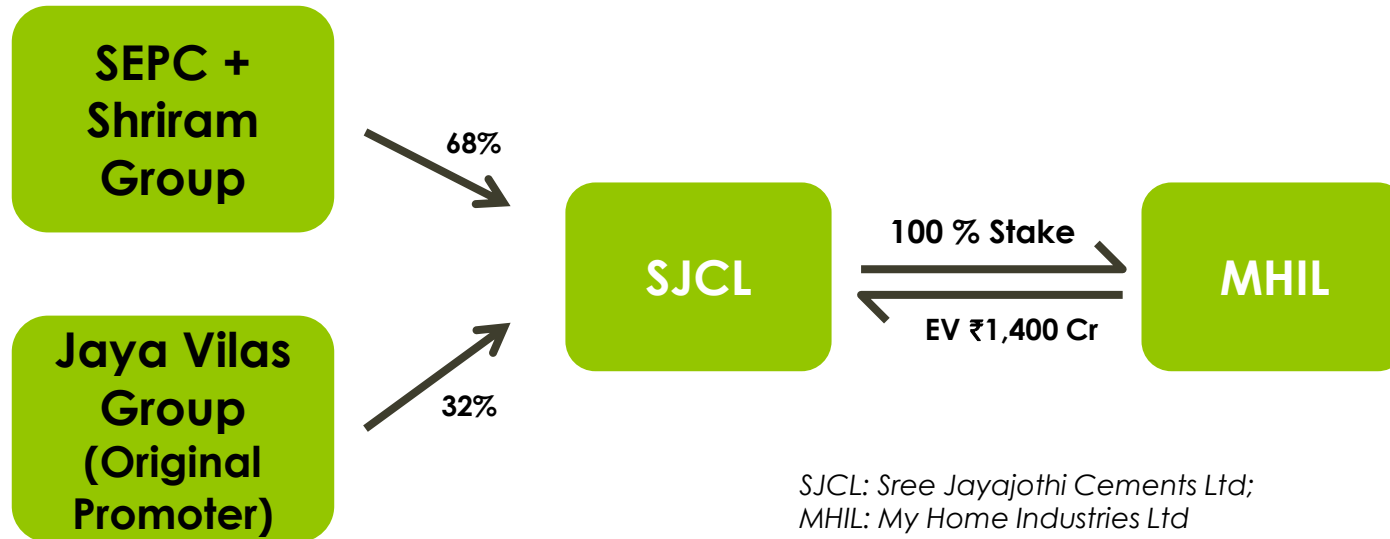 SEPC +
Shriram
Group
68%
Jaya Vilas
Group
(Original
Promoter)
32%
SJCL
100 % Stake
EV ₹1,400 Cr
MHIL
SJCL: Sree Jayajothi Cements Ltd;
MHIL: My Home Industries Ltd